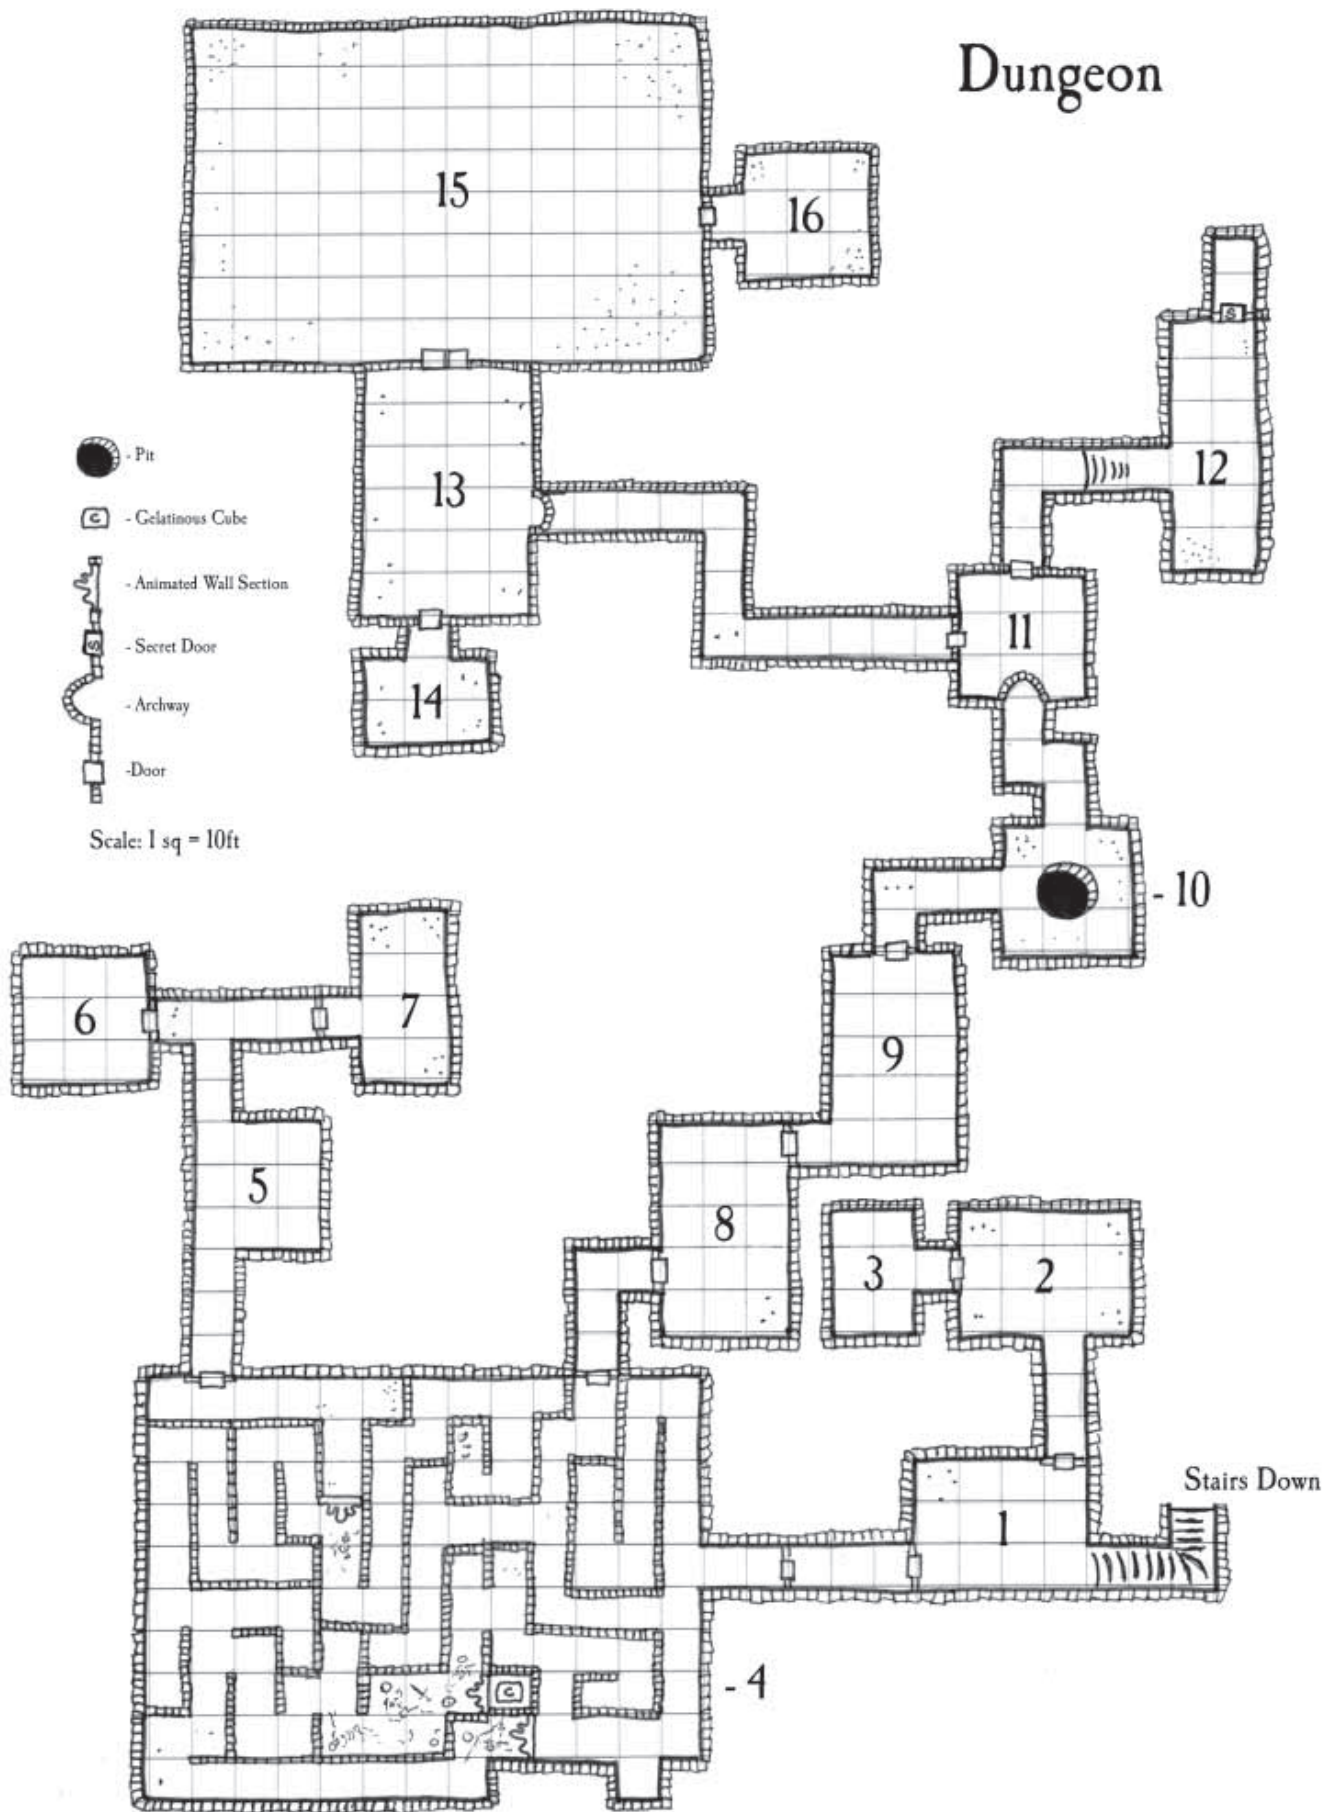 Dungeon
15
16
- Pit
13
12
- Gelatinous Cube
S
C
- Animated Wall Section
11
- Secret Door
S
14
- Archway
-Door
Scale: 1 sq = 10ft
- 10
6
7
9
5
8
3
2
Stairs Down
1
- 4
C